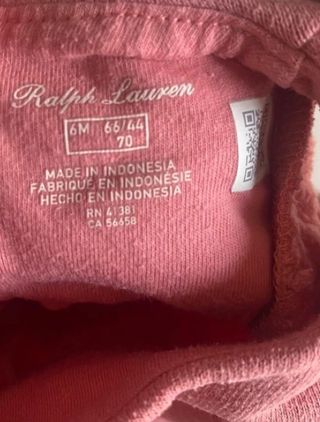 Ralph Lauren
6M 66/44
70
MADE IN INDONESIA
FABRIQUÉ EN INDONÉSIE
HECHO EN INDONESIA
RN 41381
CA 56658